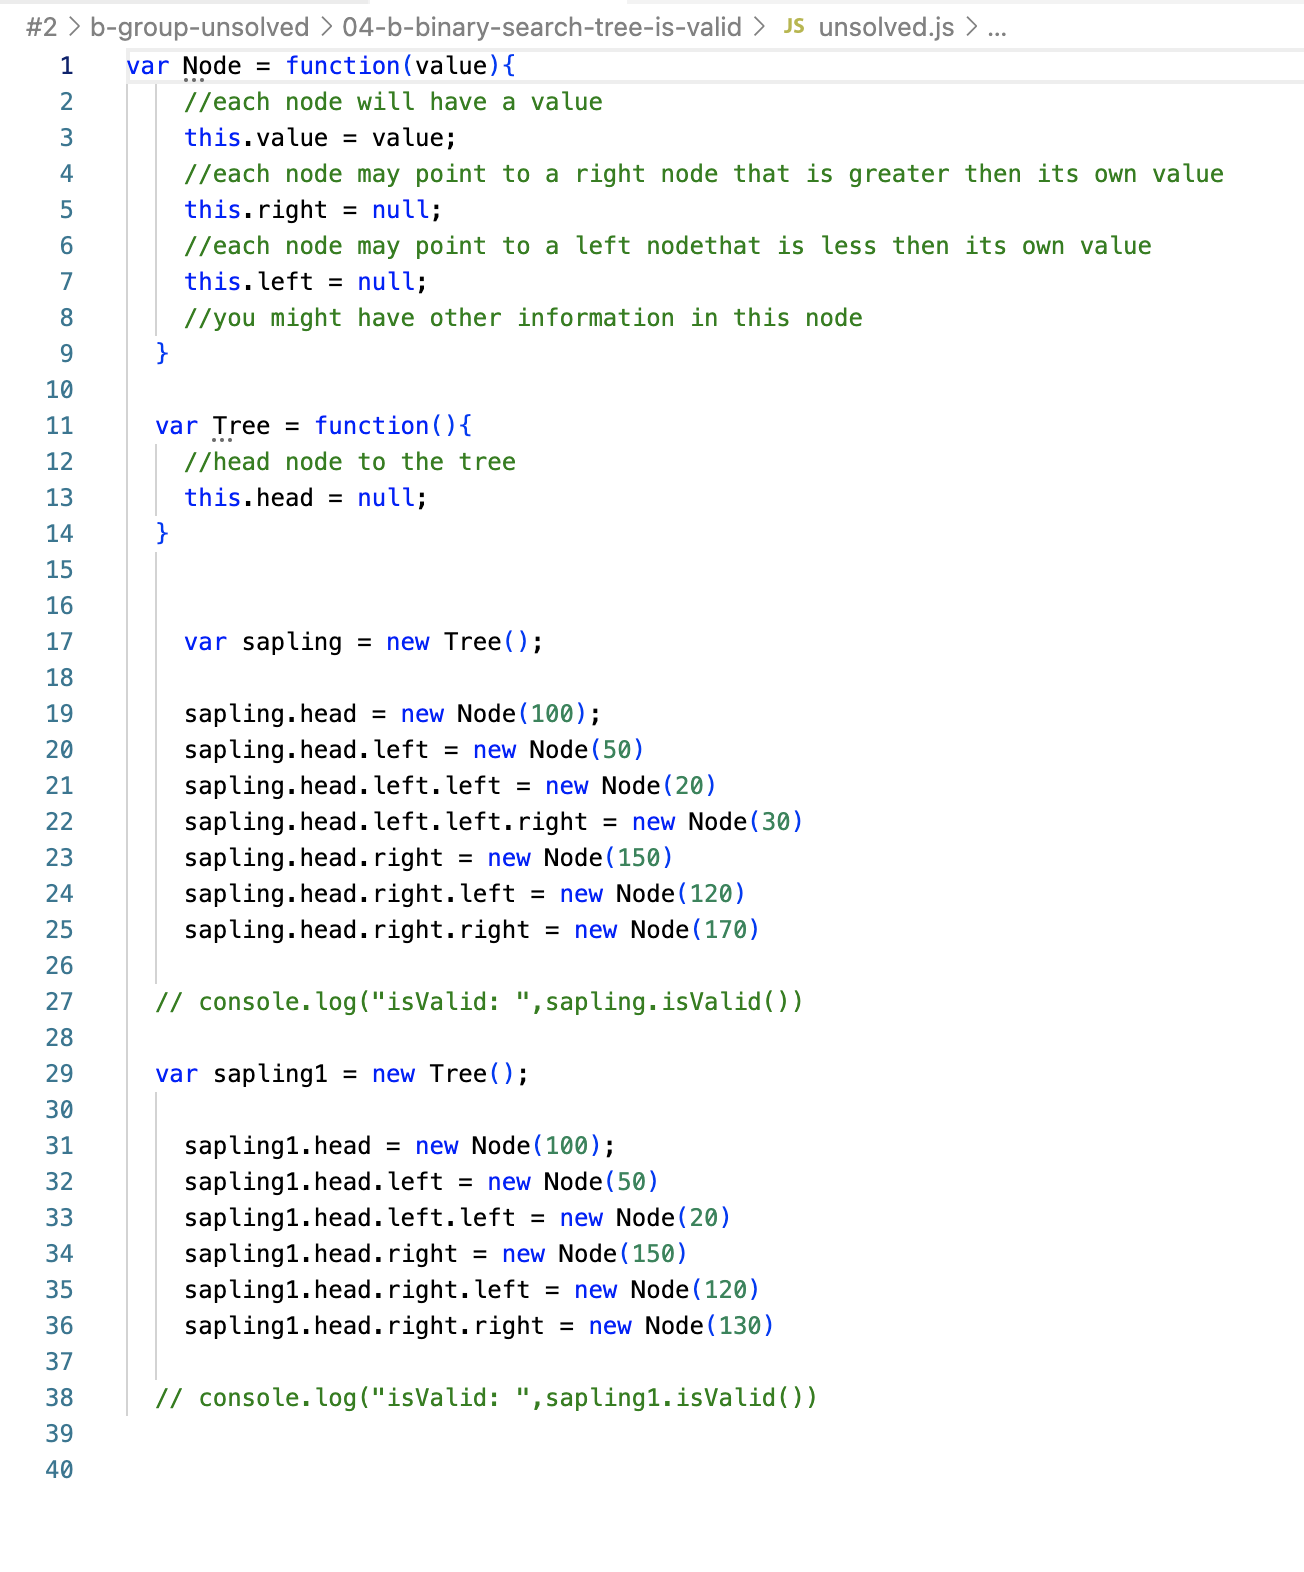 #2 > b-group-unsolved > 04-b-binary-search-tree-is-valid > JS unsolved.js > ...
1 var Node = function(value){
2 //each node will have a value
3 this.value = value;
4 //each node may point to a right node that is greater then its own value
5 this.right = null;
6 //each node may point to a left nodethat is less then its own value
7 this.left = null;
8 //you might have other information in this node
9 }
10
11 var Tree = function(){
12 //head node to the tree
13 this.head = null;
14 }
15
16
17 var sapling = new Tree();
18
19 sapling.head = new Node(100);
20 sapling.head.left = new Node(50)
21 sapling.head.left.left = new Node(20)
22 sapling.head.left.left.right = new Node(30)
23 sapling.head.right = new Node(150)
24 sapling.head.right.left = new Node(120)
25 sapling.head.right.right = new Node(170)
26
27 // console.log("isValid: ",sapling.isValid())
28
29 var sapling1 = new Tree();
30
31 sapling1.head = new Node(100);
32 sapling1.head.left = new Node(50)
33 sapling1.head.left.left = new Node(20)
34 sapling1.head.right = new Node(150)
35 sapling1.head.right.left = new Node(120)
36 sapling1.head.right.right = new Node(130)
37
38 // console.log("isValid: ",sapling1.isValid())
39
40